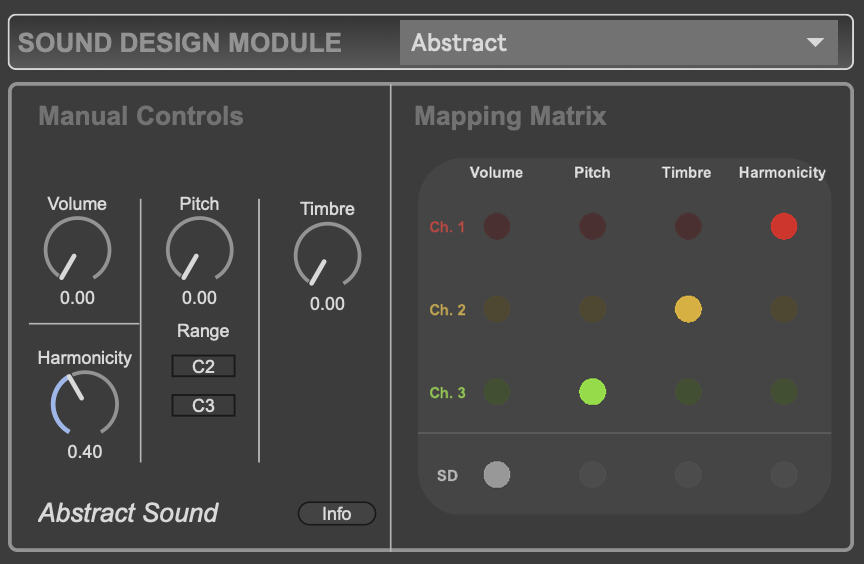 SOUND DESIGN MODULE
Abstract
Manual Controls
Volume
0.00
Pitch
0.00
Timbre
0.00
Range
C2
C3
Harmonicity
0.40
Abstract Sound
Info
Mapping Matrix
Volume Pitch Timbre Harmonicity
Ch. 1
Ch. 2
Ch. 3
SD